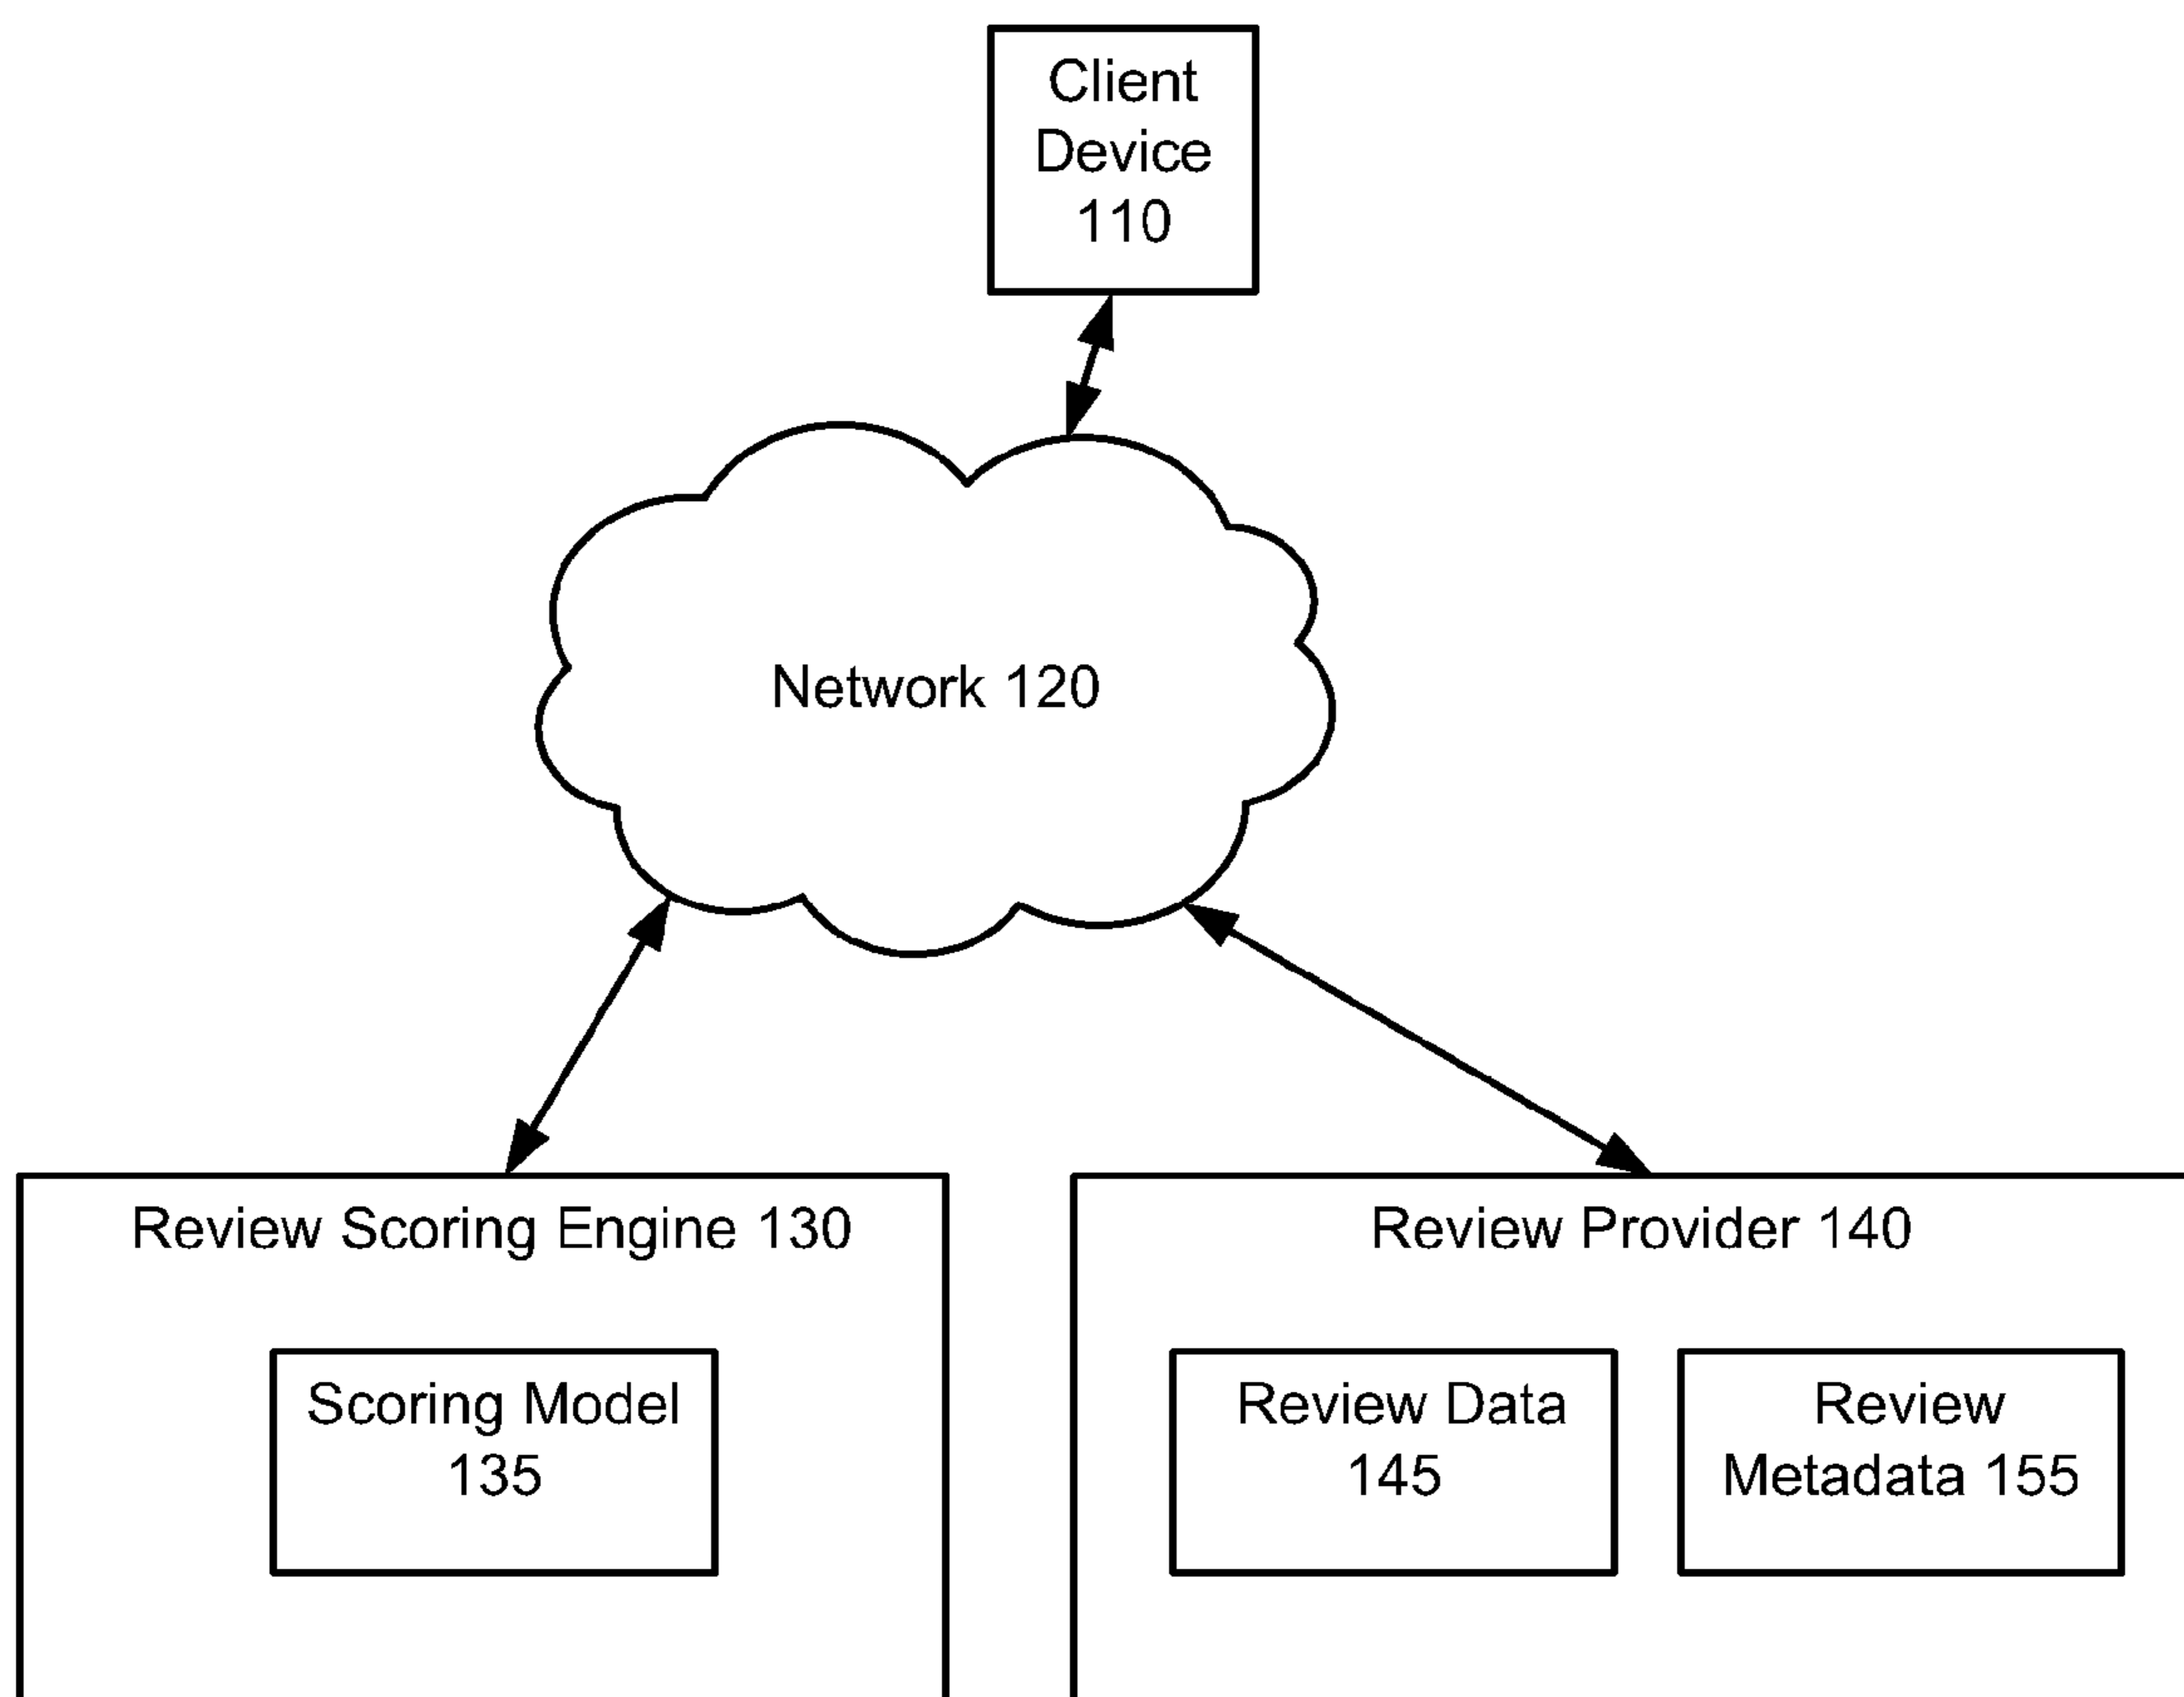 Client
Device
110
Network 120
Review Scoring Engine 130
Review Provider 140
Scoring Model
135
Review Data
145
Review
Metadata 155